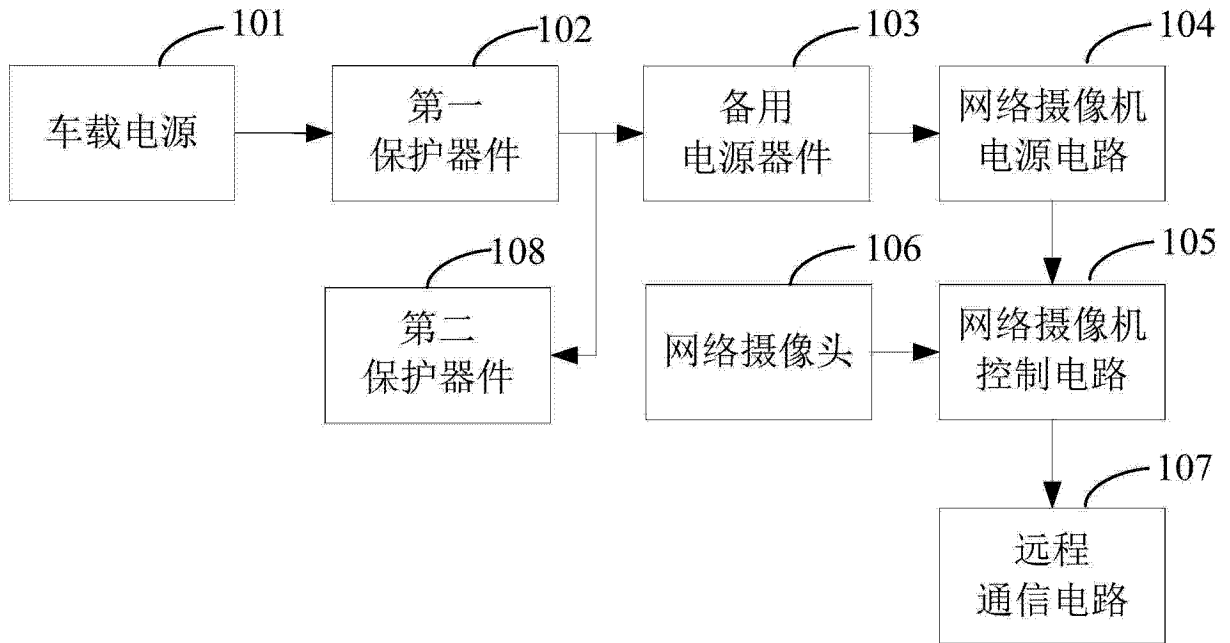 101
102
103
104
车载电源
第一
保护器件
备用
电源器件
网络摄像机
电源电路
108
106
105
第二
保护器件
网络摄像头
网络摄像机
控制电路
107
远程
通信电路